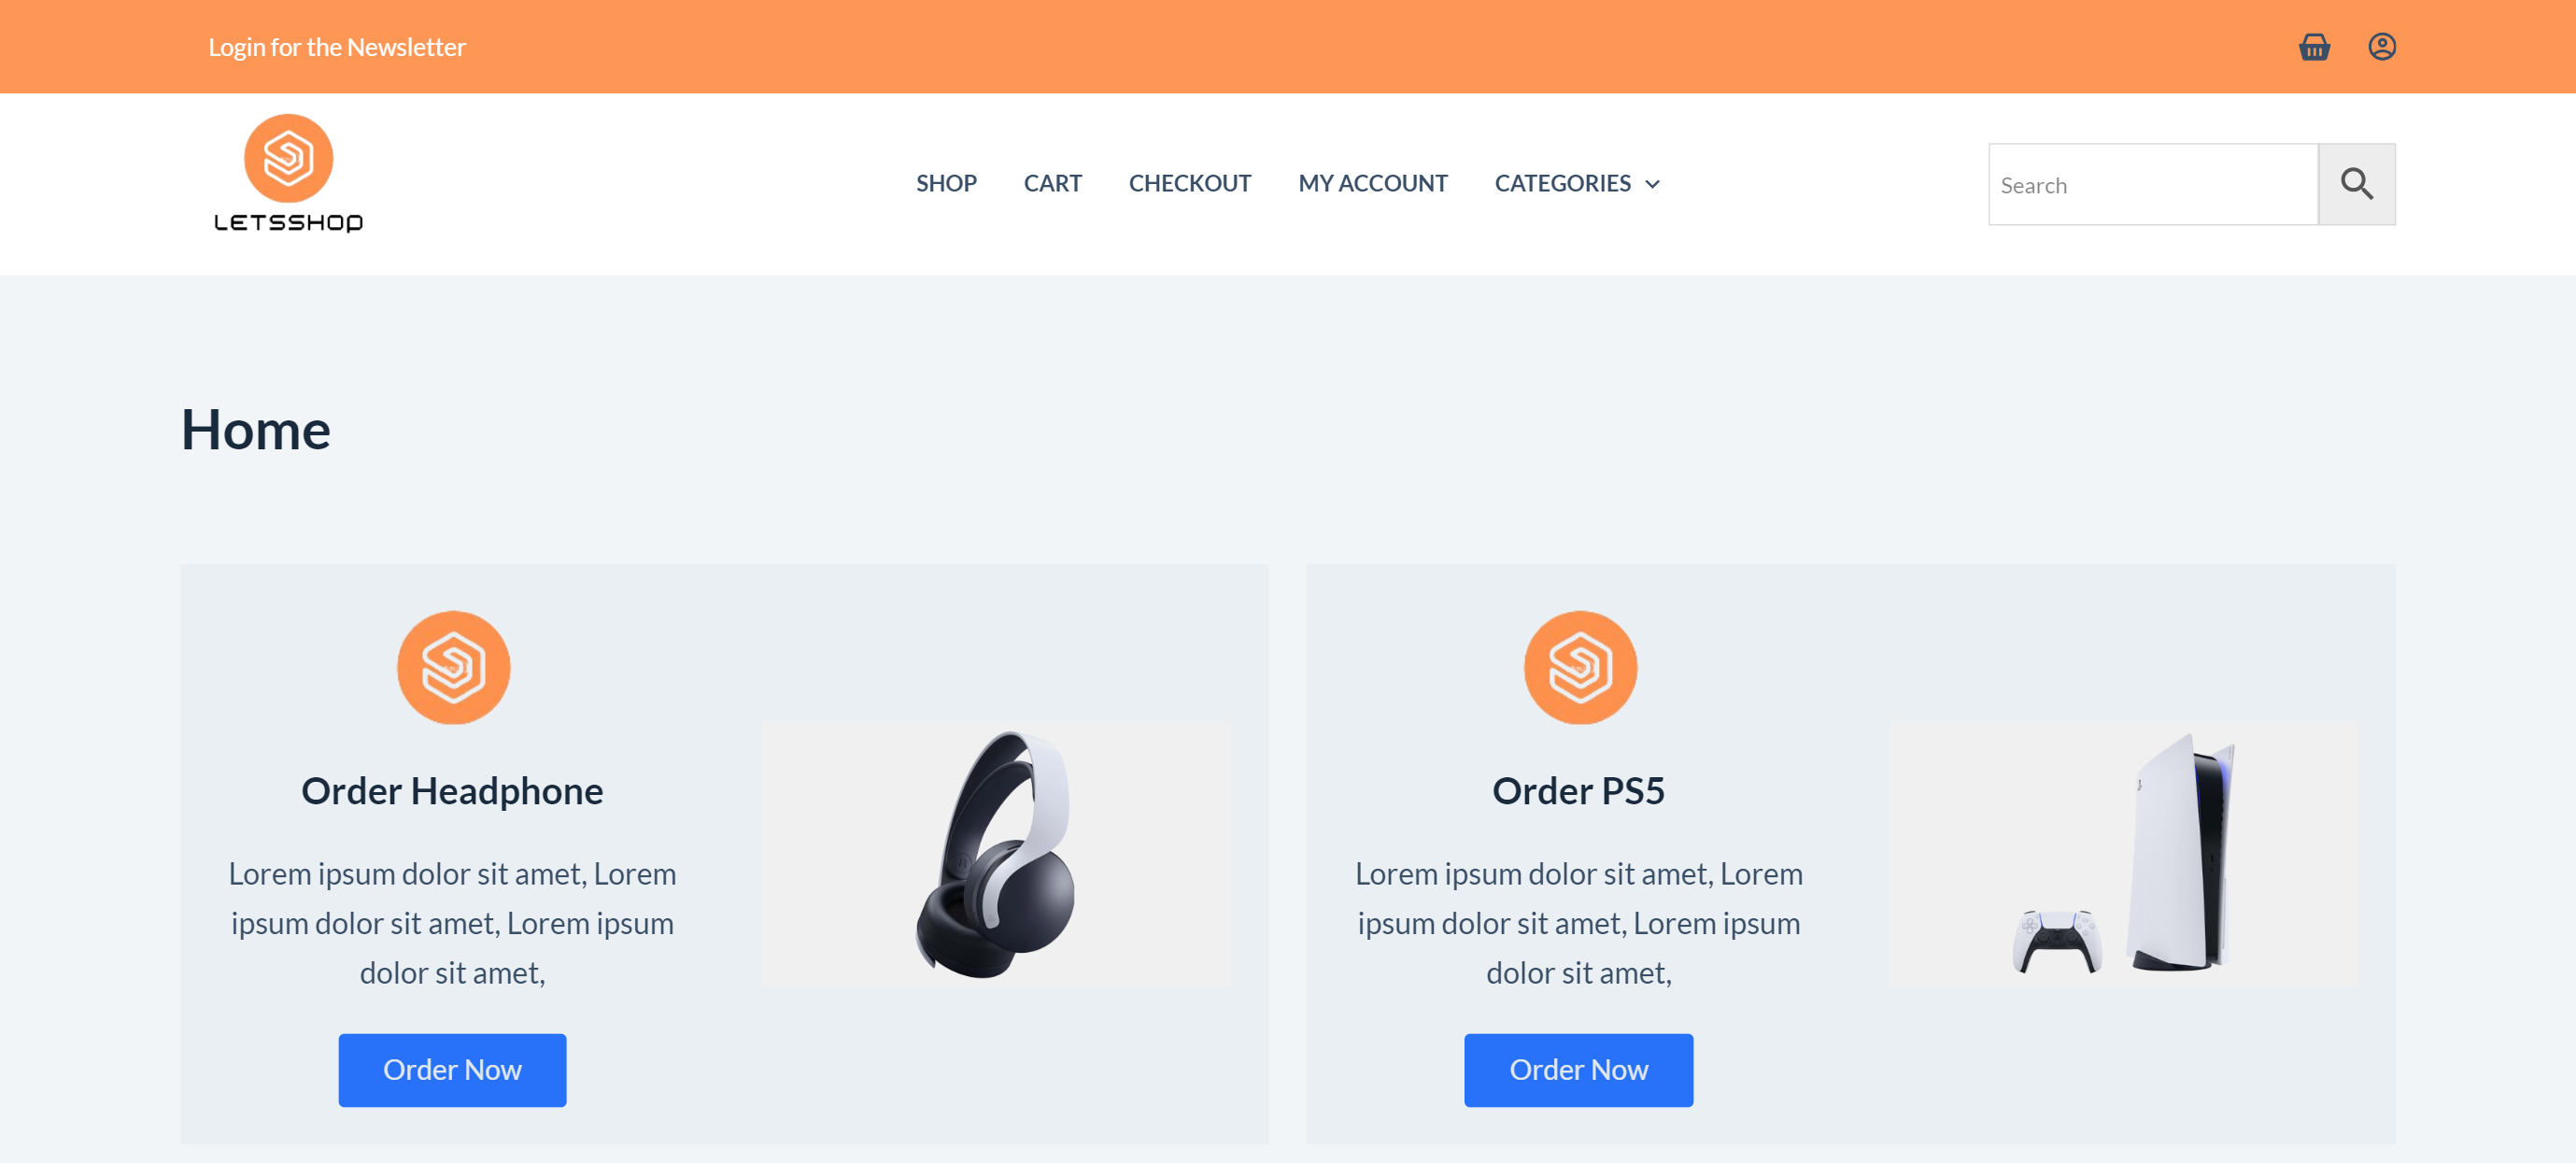 Login for the Newsletter
LETSSHOP
SHOP CART CHECKOUT MY ACCOUNT CATEGORIES
Search
Home
Order Headphone
Lorem ipsum dolor sit amet, Lorem
ipsum dolor sit amet, Lorem ipsum
dolor sit amet,
Order Now
Order PS5
Lorem ipsum dolor sit amet, Lorem
ipsum dolor sit amet, Lorem ipsum
dolor sit amet,
Order Now